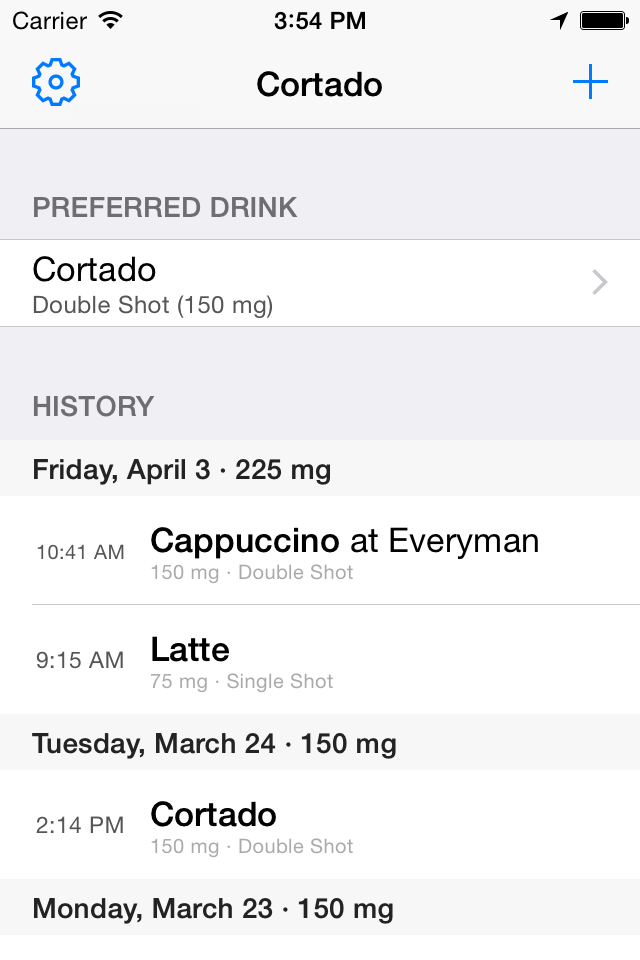 Carrier 3:54 PM
Cortado
PREFERRED DRINK
Cortado
Double Shot (150 mg)
HISTORY
Friday, April 3 · 225 mg
10:41 AM Cappuccino at Everyman
150 mg · Double Shot
9:15 AM Latte
75 mg · Single Shot
Tuesday, March 24 · 150 mg
2:14 PM Cortado
150 mg · Double Shot
Monday, March 23 · 150 mg